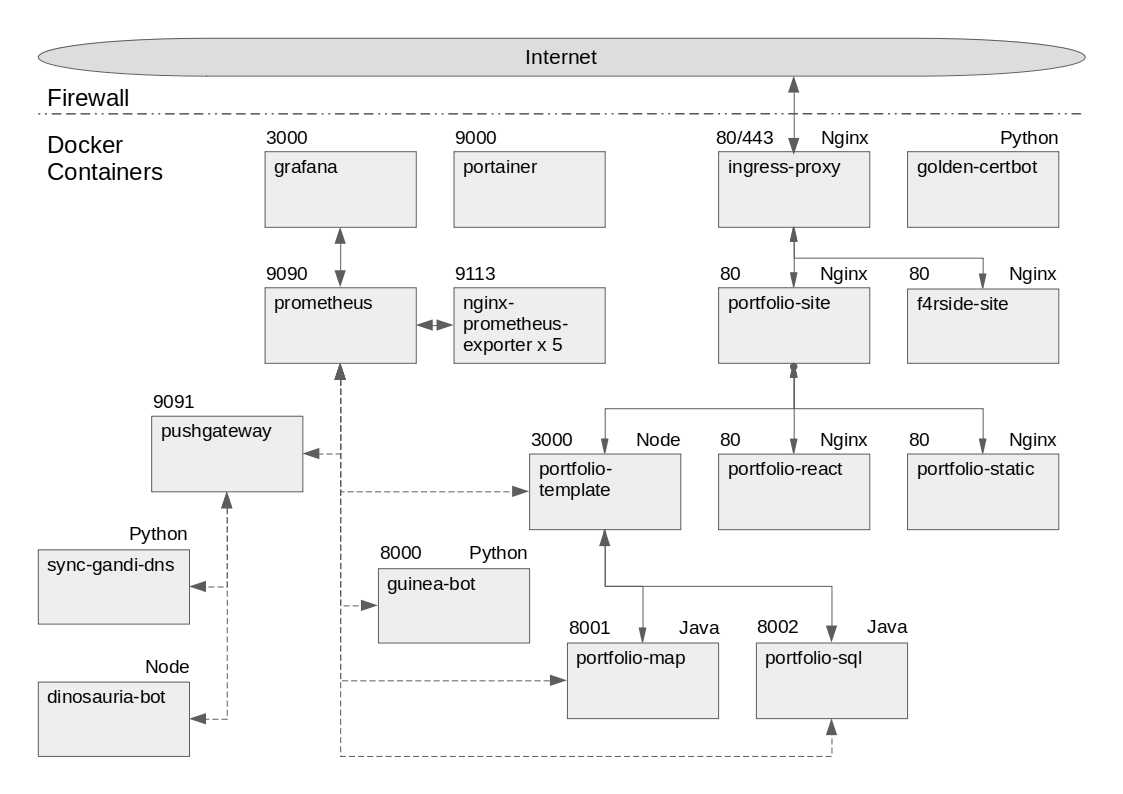 Internet
Firewall
Docker
Containers
3000
grafana
9000
portainer
80/443 Nginx
ingress-proxy
Python
golden-certbot
9090
prometheus
9113
nginx-
prometheus-
exporter x 5
80 Nginx
portfolio-site
80 Nginx
f4rside-site
9091
pushgateway
3000 Node
portfolio-
template
80 Nginx
portfolio-react
80 Nginx
portfolio-static
Python
sync-gandi-dns
8000 Python
guinea-bot
8001 Java
portfolio-map
8002 Java
portfolio-sql
Node
dinosauria-bot